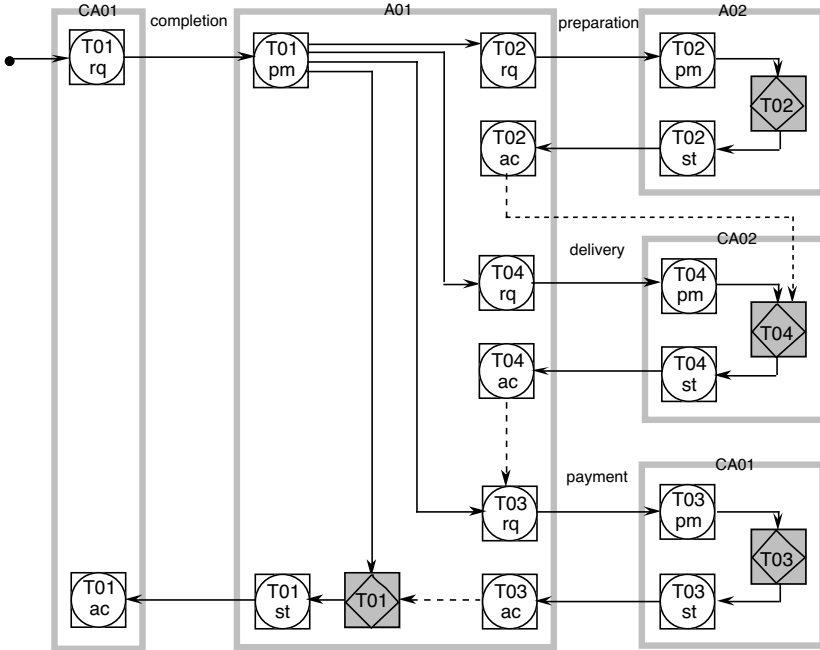 CA01
A01
A02
completion
preparation
T01
rq
T01
pm
T02
rq
T02
pm
T02
T02
ac
T02
st
CA02
delivery
T04
rq
T04
pm
T04
T04
ac
T04
st
CA01
payment
T03
rq
T03
pm
T03
T01
ac
T01
st
T01
T03
ac
T03
st